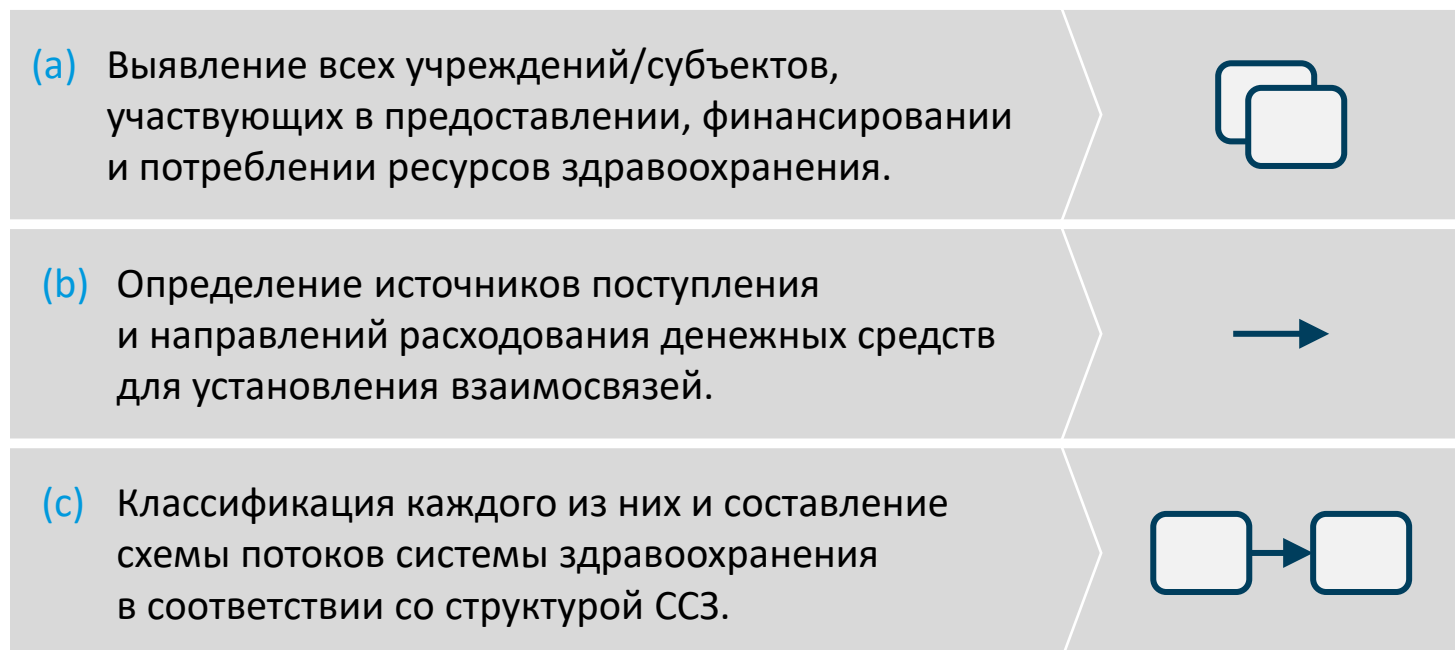 (a) Выявление всех учреждений/субъектов,
участвующих в предоставлении, финансировании
и потреблении ресурсов здравоохранения.
(b) Определение источников поступления
и направлений расходования денежных средств
для установления взаимосвязей.
(c) Классификация каждого из них и составление
схемы потоков системы здравоохранения
в соответствии со структурой ССЗ.